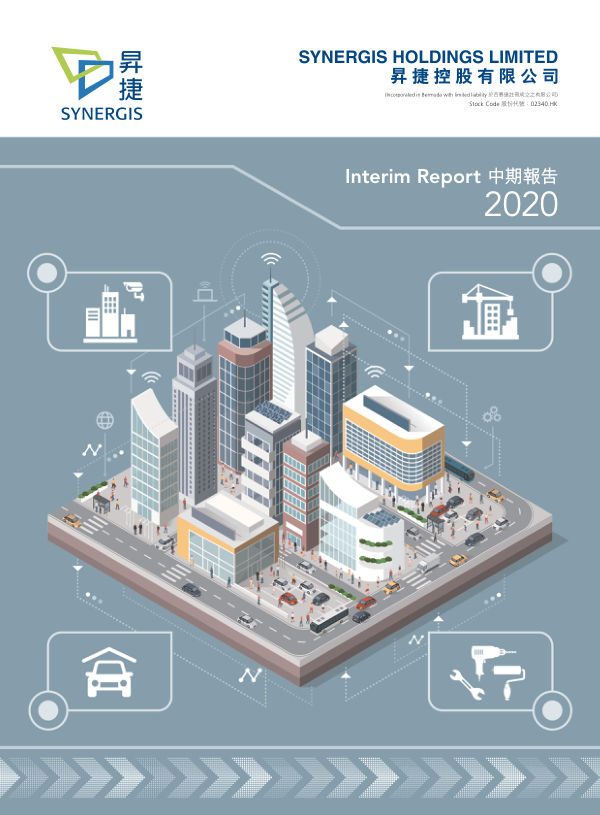 昇捷
SYNERGIS
SYNERGIS HOLDINGS LIMITED
昇捷控股有限公司
(Incorporated in Bermuda with limited liability 於百慕達註冊成立之有限公司)
Stock Code 股份代號：02340.HK
Interim Report 中期報告
2020